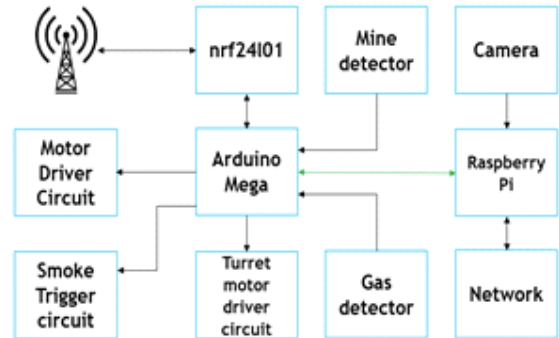 nrf24l01
Mine
detector
Camera
Motor
Driver
Circuit
Arduino
Mega
Raspberry
Pi
Smoke
Trigger
circuit
Turret
motor
driver
circuit
Gas
detector
Network